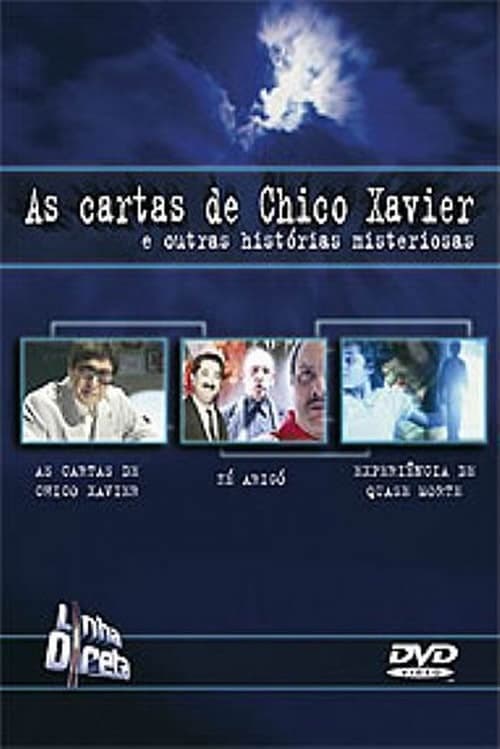 As cartas de Chico Xavier
e outras histórias misteriosas
AS CARTAS DE
CHICO XAVIER
ZÉ ARIGÓ
EXPERIÊNCIA DE
QUASE MORTE
Linha
Direta
DVD
VIDEO